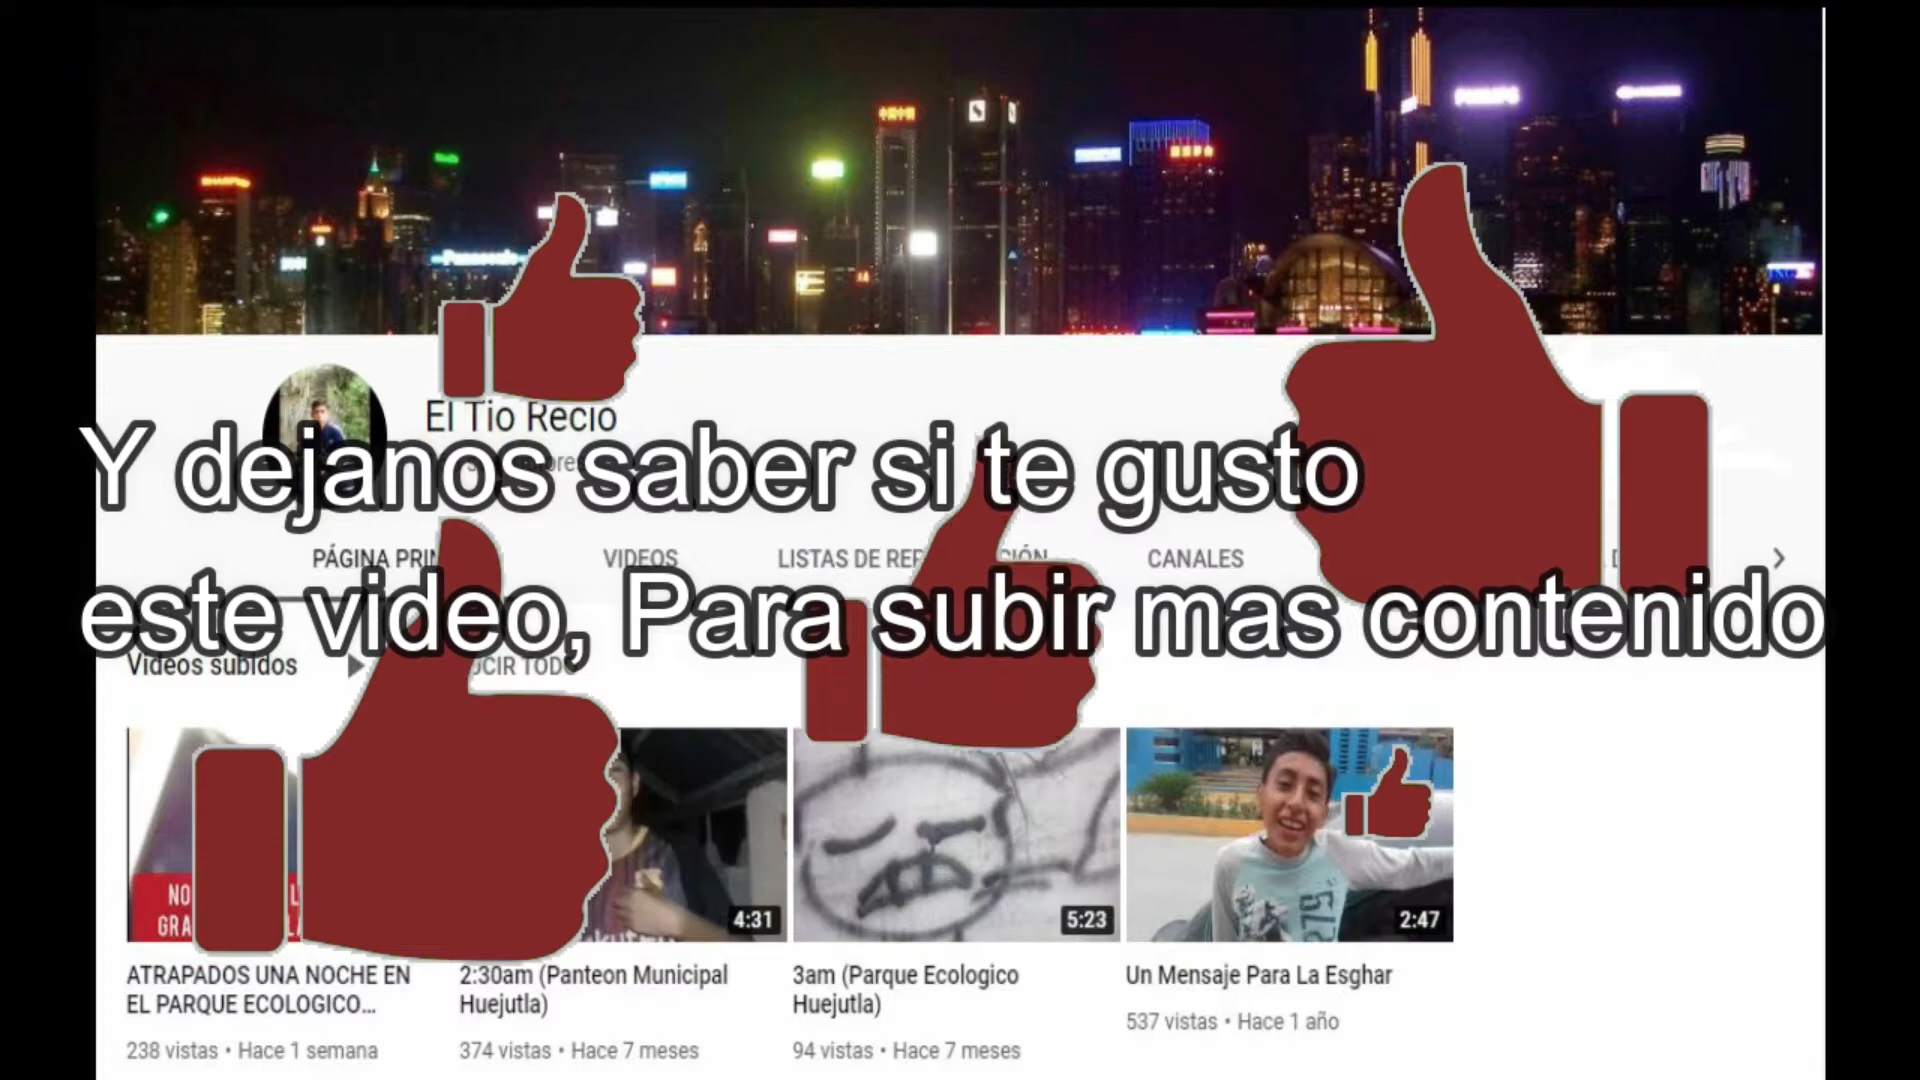 Panasonic
El Tio Recio
Y dejanos saber si te gusto
PÁGINA
VIDEOS
LISTAS DE
CANALES
este video, Para subir mas contenido
Videos subidos
TODO
NO
4:31
5:23
2:47
ATRAPADOS UNA NOCHE EN
EL PARQUE ECOLOGICO...
238 vistas • Hace 1 semana
2:30am (Panteon Municipal
Huejutla)
374 vistas • Hace 7 meses
3am (Parque Ecologico
Huejutla)
94 vistas • Hace 7 meses
Un Mensaje Para La Esghar
537 vistas • Hace 1 año